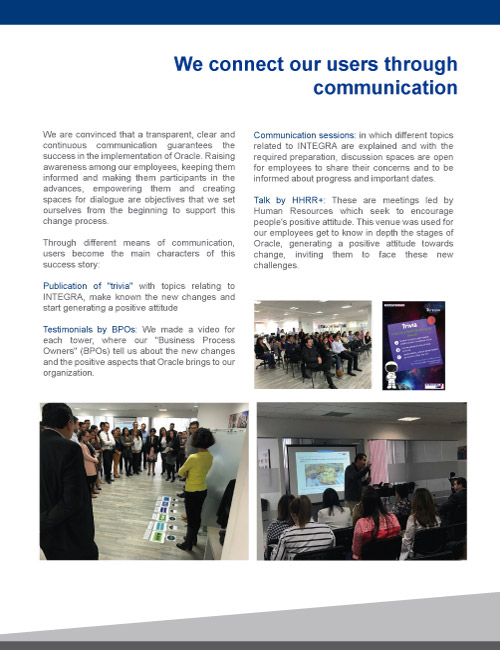 We connect our users through
communication
We are convinced that a transparent, clear and
continuous communication guarantees the
success in the implementation of Oracle. Raising
awareness among our employees, keeping them
informed and making them participants in the
advances, empowering them and creating
spaces for dialogue are objectives that we set
ourselves from the beginning to support this
change process.
Through different means of communication,
users become the main characters of this
success story:
Publication of "trivia" with topics relating to
INTEGRA, make known the new changes and
start generating a positive attitude
Testimonials by BPOs: We made a video for
each tower, where our "Business Process
Owners" (BPOs) tell us about the new changes
and the positive aspects that Oracle brings to our
organization.
Communication sessions: in which different topics
related to INTEGRA are explained and with the
required preparation, discussion spaces are open
for employees to share their concerns and to be
informed about progress and important dates.
Talk by HHRR+: These are meetings led by
Human Resources which seek to encourage
people's positive attitude. This venue was used for
our employees get to know in depth the stages of
Oracle, generating a positive attitude towards
change, inviting them to face these new
challenges.
Trivia